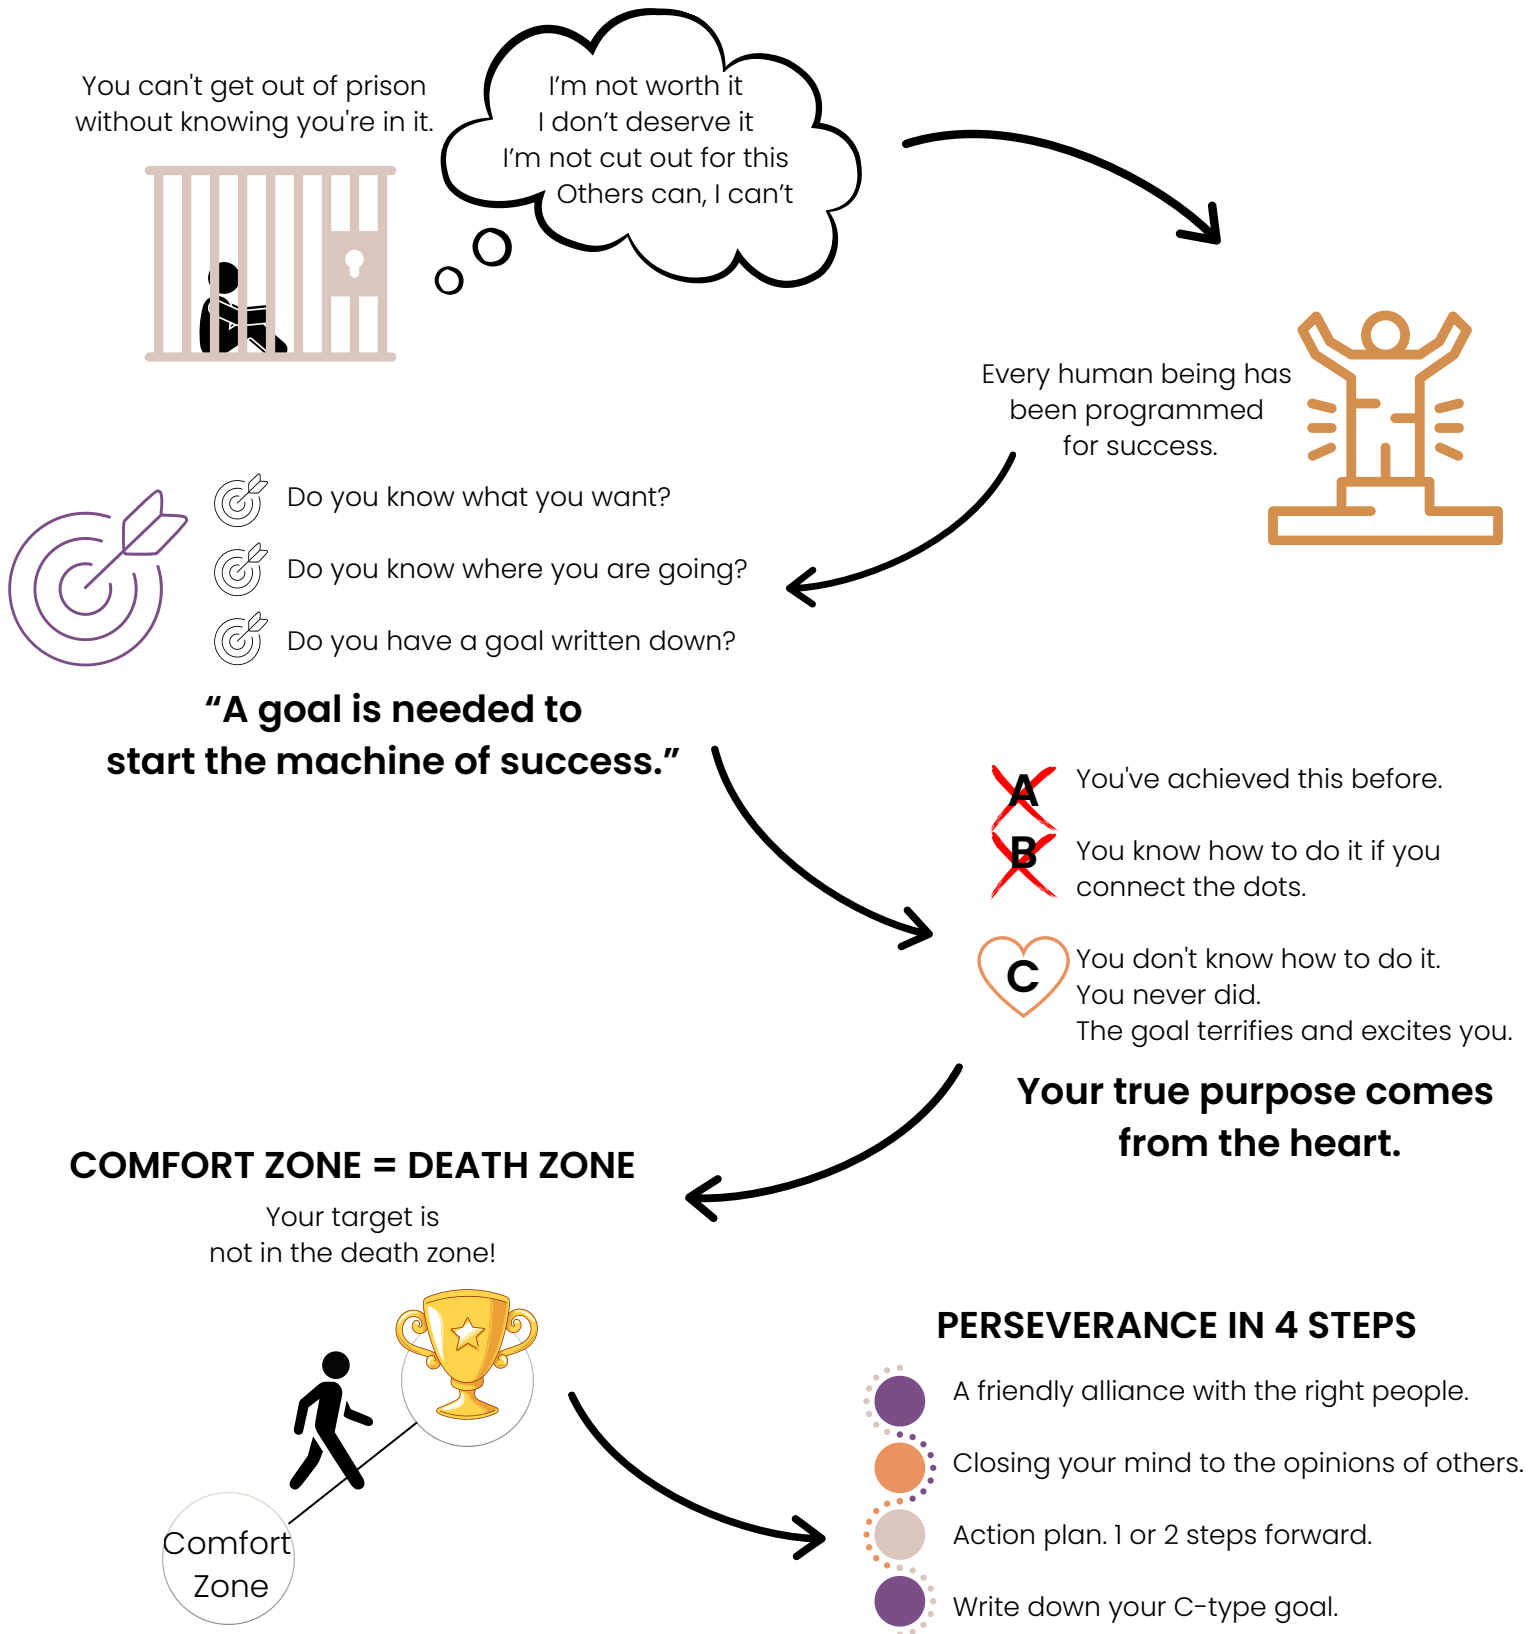 You can't get out of prison
without knowing you're in it.
I'm not worth it
I don't deserve it
I'm not cut out for this
Others can, I can't
Every human being has
been programmed
for success.
Do you know what you want?
Do you know where you are going?
Do you have a goal written down?
“A goal is needed to
start the machine of success.”
A You've achieved this before.
B You know how to do it if you
connect the dots.
C You don't know how to do it.
You never did.
The goal terrifies and excites you.
Your true purpose comes
from the heart.
COMFORT ZONE = DEATH ZONE
Your target is
not in the death zone!
Comfort
Zone
PERSEVERANCE IN 4 STEPS
A friendly alliance with the right people.
Closing your mind to the opinions of others.
Action plan. 1 or 2 steps forward.
Write down your C-type goal.